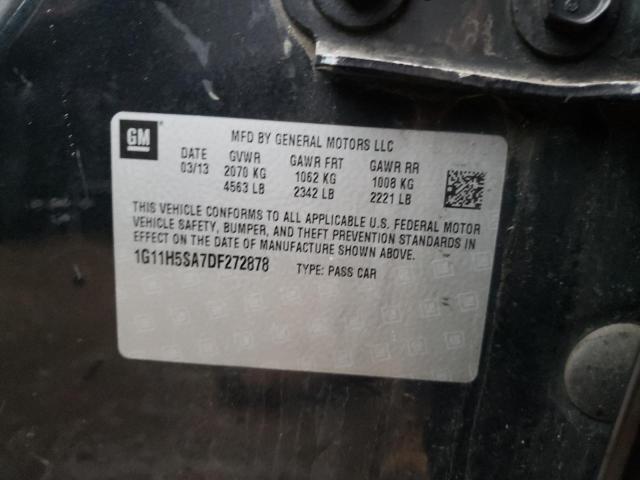 GM
MFD BY GENERAL MOTORS LLC
DATE GVWR GAWR FRT GAWR RR
03/13 2070 KG 1062 KG 1008 KG
4563 LB 2342 LB 2221 LB
THIS VEHICLE CONFORMS TO ALL APPLICABLE U.S. FEDERAL MOTOR
VEHICLE SAFETY, BUMPER, AND THEFT PREVENTION STANDARDS IN
EFFECT ON THE DATE OF MANUFACTURE SHOWN ABOVE.
1G11H5SA7DF272878 TYPE: PASS CAR